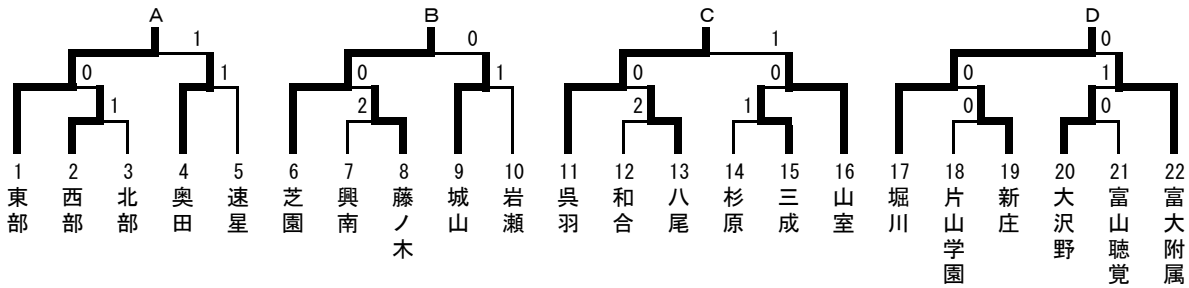 A B C D
1 0 1 0
0 1 0 1 0 0 0 1
1 2 2 1 0 0
1 2 3 4 5 6 7 8 9 10 11 12 13 14 15 16 17 18 19 20 21 22
東部
西部
北部
奥田
速星
芝園
興南
藤ノ木
城山
岩瀬
呉羽
和合
八尾
杉原
三成
山室
堀川
片山学園
新庄
大沢野
富山聴覚
富大附属